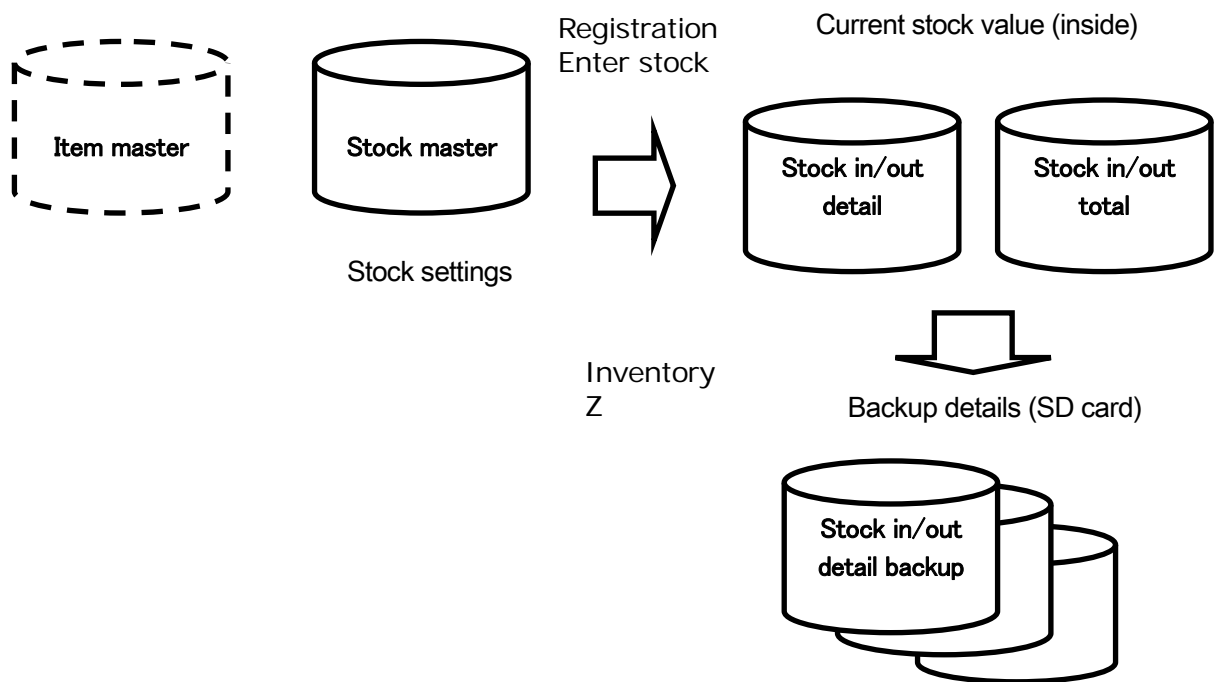 Registration
Enter stock
Current stock value (inside)
Item master
Stock master
Stock in/out
detail
Stock in/out
total
Stock settings
Inventory
Z
Backup details (SD card)
Stock in/out
detail backup